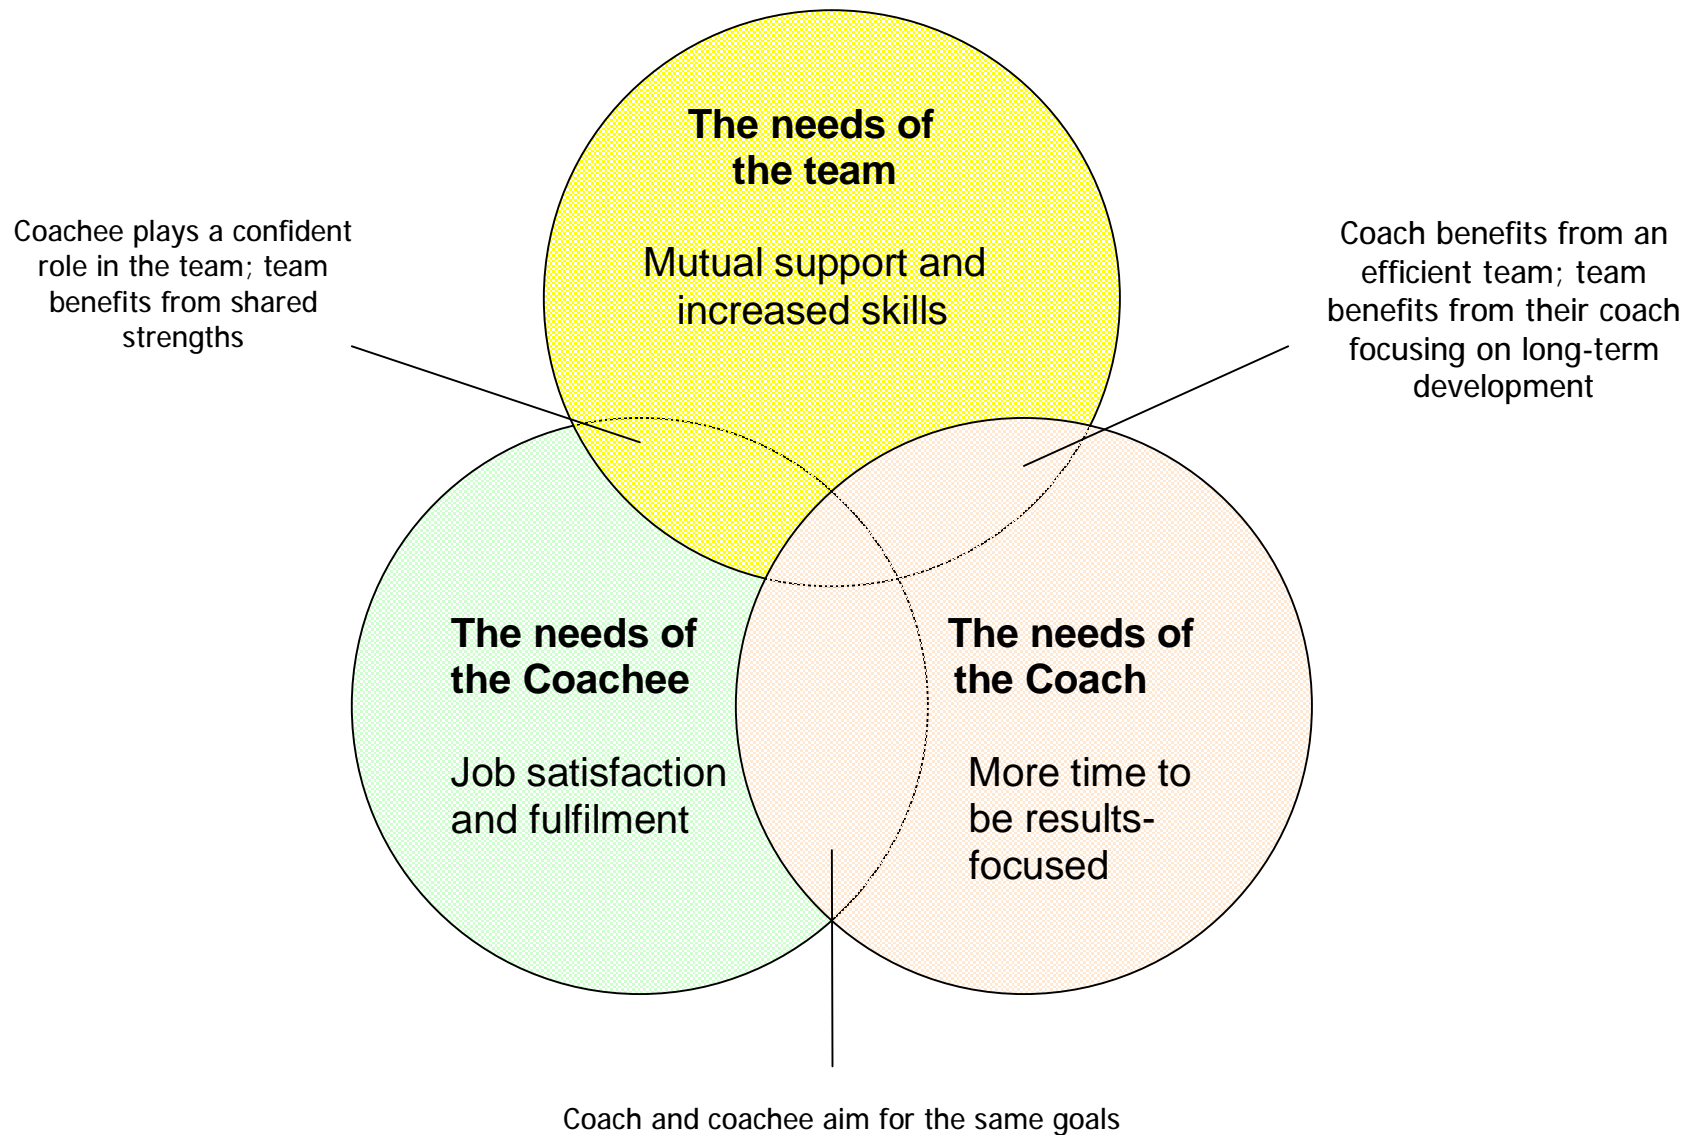 The needs of
the team
Mutual support and
increased skills
Coachee plays a confident
role in the team; team
benefits from shared
strengths
Coach benefits from an
efficient team; team
benefits from their coach
focusing on long-term
development
The needs of
the Coachee
Job satisfaction
and fulfilment
The needs of
the Coach
More time to
be results-
focused
Coach and coachee aim for the same goals